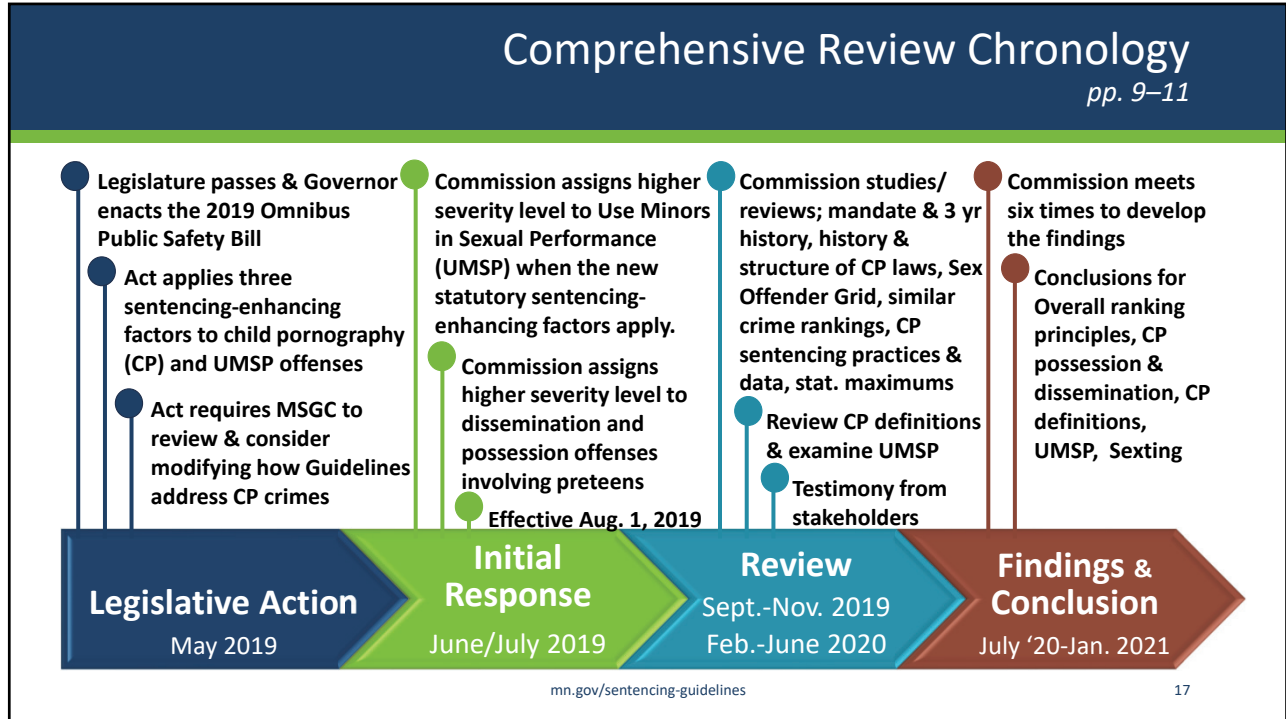 Comprehensive Review Chronology
pp. 9–11
Legislature passes & Governor
enacts the 2019 Omnibus
Public Safety Bill
Act applies three
sentencing-enhancing
factors to child pornography
(CP) and UMSP offenses
Act requires MSGC to
review & consider
modifying how Guidelines
address CP crimes
Commission assigns higher
severity level to Use Minors
in Sexual Performance
(UMSP) when the new
statutory sentencing-
enhancing factors apply.
Commission assigns
higher severity level to
dissemination and
possession offenses
involving preteens
Effective Aug. 1, 2019
Commission studies/
reviews; mandate & 3 yr
history, history &
structure of CP laws, Sex
Offender Grid, similar
crime rankings, CP
sentencing practices &
data, stat. maximums
Review CP definitions
& examine UMSP
Testimony from
stakeholders
Commission meets
six times to develop
the findings
Conclusions for
Overall ranking
principles, CP
possession &
dissemination, CP
definitions,
UMSP, Sexting
Legislative Action
May 2019
Initial
Response
June/July 2019
Review
Sept.-Nov. 2019
Feb.-June 2020
Findings &
Conclusion
July ‘20-Jan. 2021
mn.gov/sentencing-guidelines
17